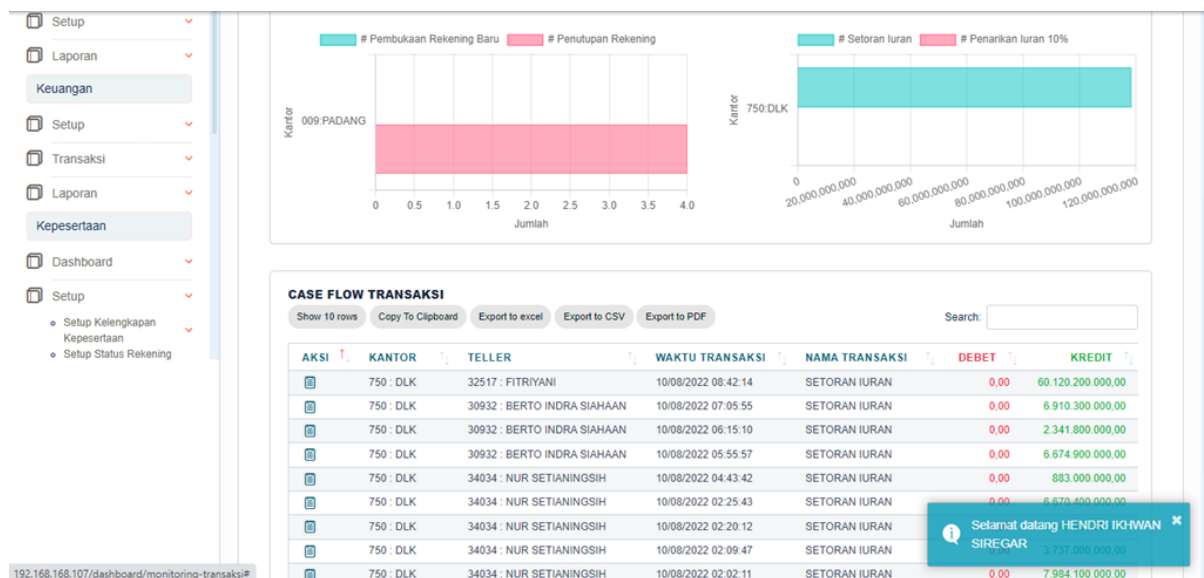 Setup
Laporan
Keuangan
Setup
Transaksi
Laporan
Kepesertaan
Dashboard
Setup
Setup Kelengkapan
Kepesertaan
Setup Status Rekening
# Pembukaan Rekening Baru # Penutupan Rekening
Kantor
009:PADANG
0 0.5 1.0 1.5 2.0 2.5 3.0 3.5 4.0
Jumlah
# Setoran Iuran # Penarikan Iuran 10%
Kantor
750:DLK
0 20,000,000,000 40,000,000,000 60,000,000,000 80,000,000,000 100,000,000,000 120,000,000,000
Jumlah
CASE FLOW TRANSAKSI
Show 10 rows Copy To Clipboard Export to excel Export to CSV Export to PDF Search:
AKSI KANTOR TELLER WAKTU TRANSAKSI NAMA TRANSAKSI DEBET KREDIT
750 : DLK 32517 : FITRIYANI 10/08/2022 08:42:14 SETORAN IURAN 0,00 60.120.200.000,00
750 : DLK 30932 : BERTO INDRA SIAHAAN 10/08/2022 07:05:55 SETORAN IURAN 0,00 6.910.300.000,00
750 : DLK 30932 : BERTO INDRA SIAHAAN 10/08/2022 06:15:10 SETORAN IURAN 0,00 2.341.800.000,00
750 : DLK 30932 : BERTO INDRA SIAHAAN 10/08/2022 05:55:57 SETORAN IURAN 0,00 6.674.900.000,00
750 : DLK 34034 : NUR SETIANINGSIH 10/08/2022 04:43:42 SETORAN IURAN 0,00 883.000.000,00
750 : DLK 34034 : NUR SETIANINGSIH 10/08/2022 02:25:43 SETORAN IURAN 0,00 6.670.400.000,00
750 : DLK 34034 : NUR SETIANINGSIH 10/08/2022 02:20:12 SETORAN IURAN
750 : DLK 34034 : NUR SETIANINGSIH 10/08/2022 02:09:47 SETORAN IURAN 3.737.000.000,00
750 : DLK 34034 : NUR SETIANINGSIH 10/08/2022 02:02:11 SETORAN IURAN 0,00 7.984.100.000,00
Selamat datang HENDRI IKHWAN
SIREGAR
192.168.168.107/dashboard/monitoring-transaksi#